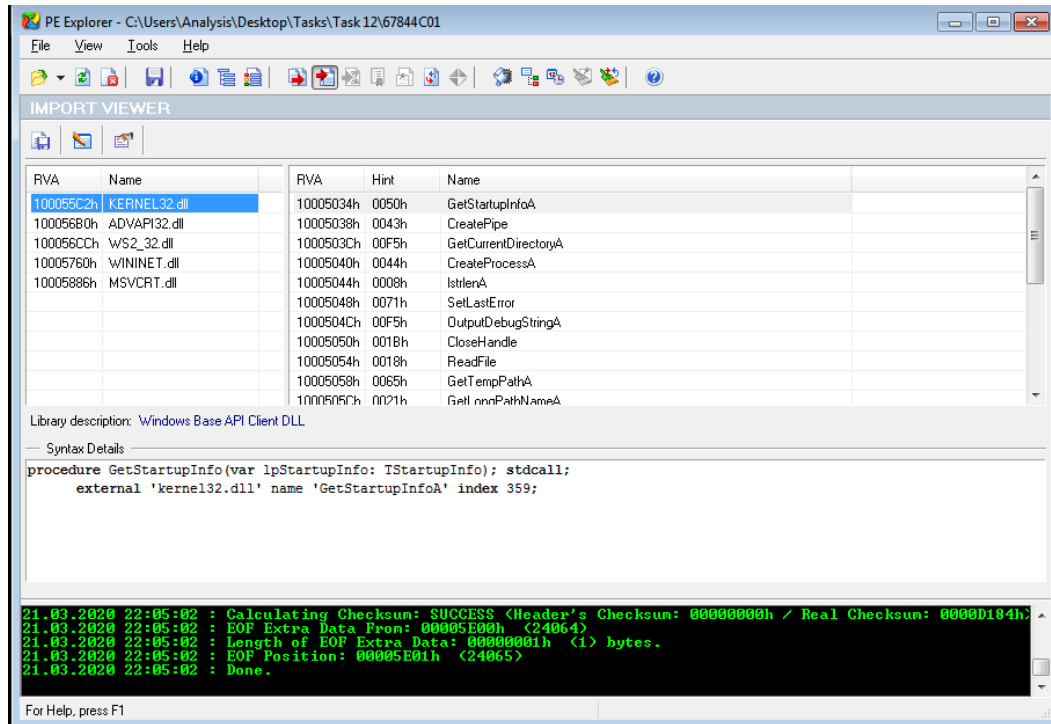 PE Explorer - C:\Users\Analysis\Desktop\Tasks\Task 12\67844C01
File View Tools Help
IMPORT VIEWER
RVA Name RVA Hint Name
100055C2h KERNEL32.dll 10005034h 0050h GetStartupInfoA
100056B0h ADVAPI32.dll 10005038h 0043h CreatePipe
100056CCh WS2_32.dll 1000503Ch 00F5h GetCurrentDirectoryA
10005760h WININET.dll 10005040h 0044h CreateProcessA
10005886h MSVCRT.dll 10005044h 0008h lstrlenA
10005048h 0071h SetLastError
1000504Ch 00F5h OutputDebugStringA
10005050h 001Bh CloseHandle
10005054h 0018h ReadFile
10005058h 0065h GetTempPathA
1000505Ch 0021h GetLongPathNameA
Library description: Windows Base API Client DLL
Syntax Details
procedure GetStartupInfo(var lpStartupInfo: TStartupInfo); stdcall;
external 'kernel32.dll' name 'GetStartupInfoA' index 359;
21.03.2020 22:05:02 : Calculating Checksum: SUCCESS (Header's Checksum: 00000000h / Real Checksum: 0000D184h)
21.03.2020 22:05:02 : EOF Extra Data From: 00005E00h (24064)
21.03.2020 22:05:02 : Length of EOF Extra Data: 00000001h (1) bytes.
21.03.2020 22:05:02 : EOF Position: 00005E01h (24065)
21.03.2020 22:05:02 : Done.
For Help, press F1